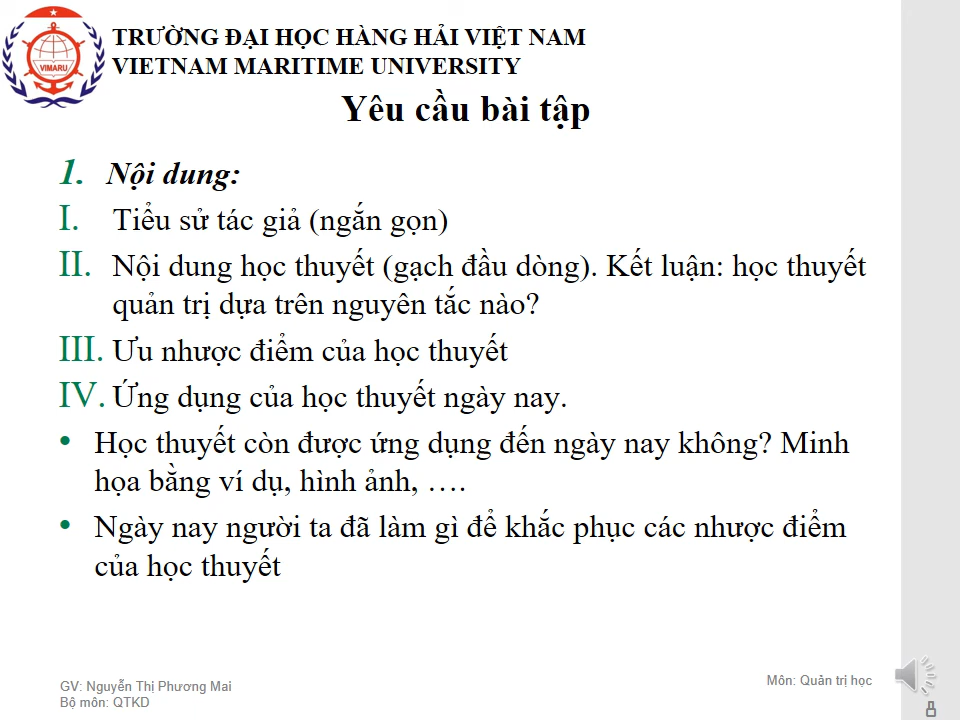 TRƯỜNG ĐẠI HỌC HÀNG HẢI VIỆT NAM
VIETNAM MARITIME UNIVERSITY
VIMARU
Yêu cầu bài tập
1. Nội dung:
I. Tiểu sử tác giả (ngắn gọn)
II. Nội dung học thuyết (gạch đầu dòng). Kết luận: học thuyết
quản trị dựa trên nguyên tắc nào?
III. Ưu nhược điểm của học thuyết
IV. Ứng dụng của học thuyết ngày nay.
• Học thuyết còn được ứng dụng đến ngày nay không? Minh
họa bằng ví dụ, hình ảnh, ….
• Ngày nay người ta đã làm gì để khắc phục các nhược điểm
của học thuyết
GV: Nguyễn Thị Phương Mai
Bộ môn: QTKD
Môn: Quản trị học
8